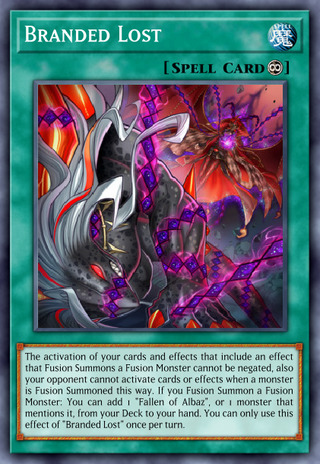 Branded Lost
魔
[Spell Card]
The activation of your cards and effects that include an effect
that Fusion Summons a Fusion Monster cannot be negated, also
your opponent cannot activate cards or effects when a monster
is Fusion Summoned this way. If you Fusion Summon a Fusion
Monster: You can add 1 "Fallen of Albaz", or 1 monster that
mentions it, from your Deck to your hand. You can only use this
effect of "Branded Lost" once per turn.